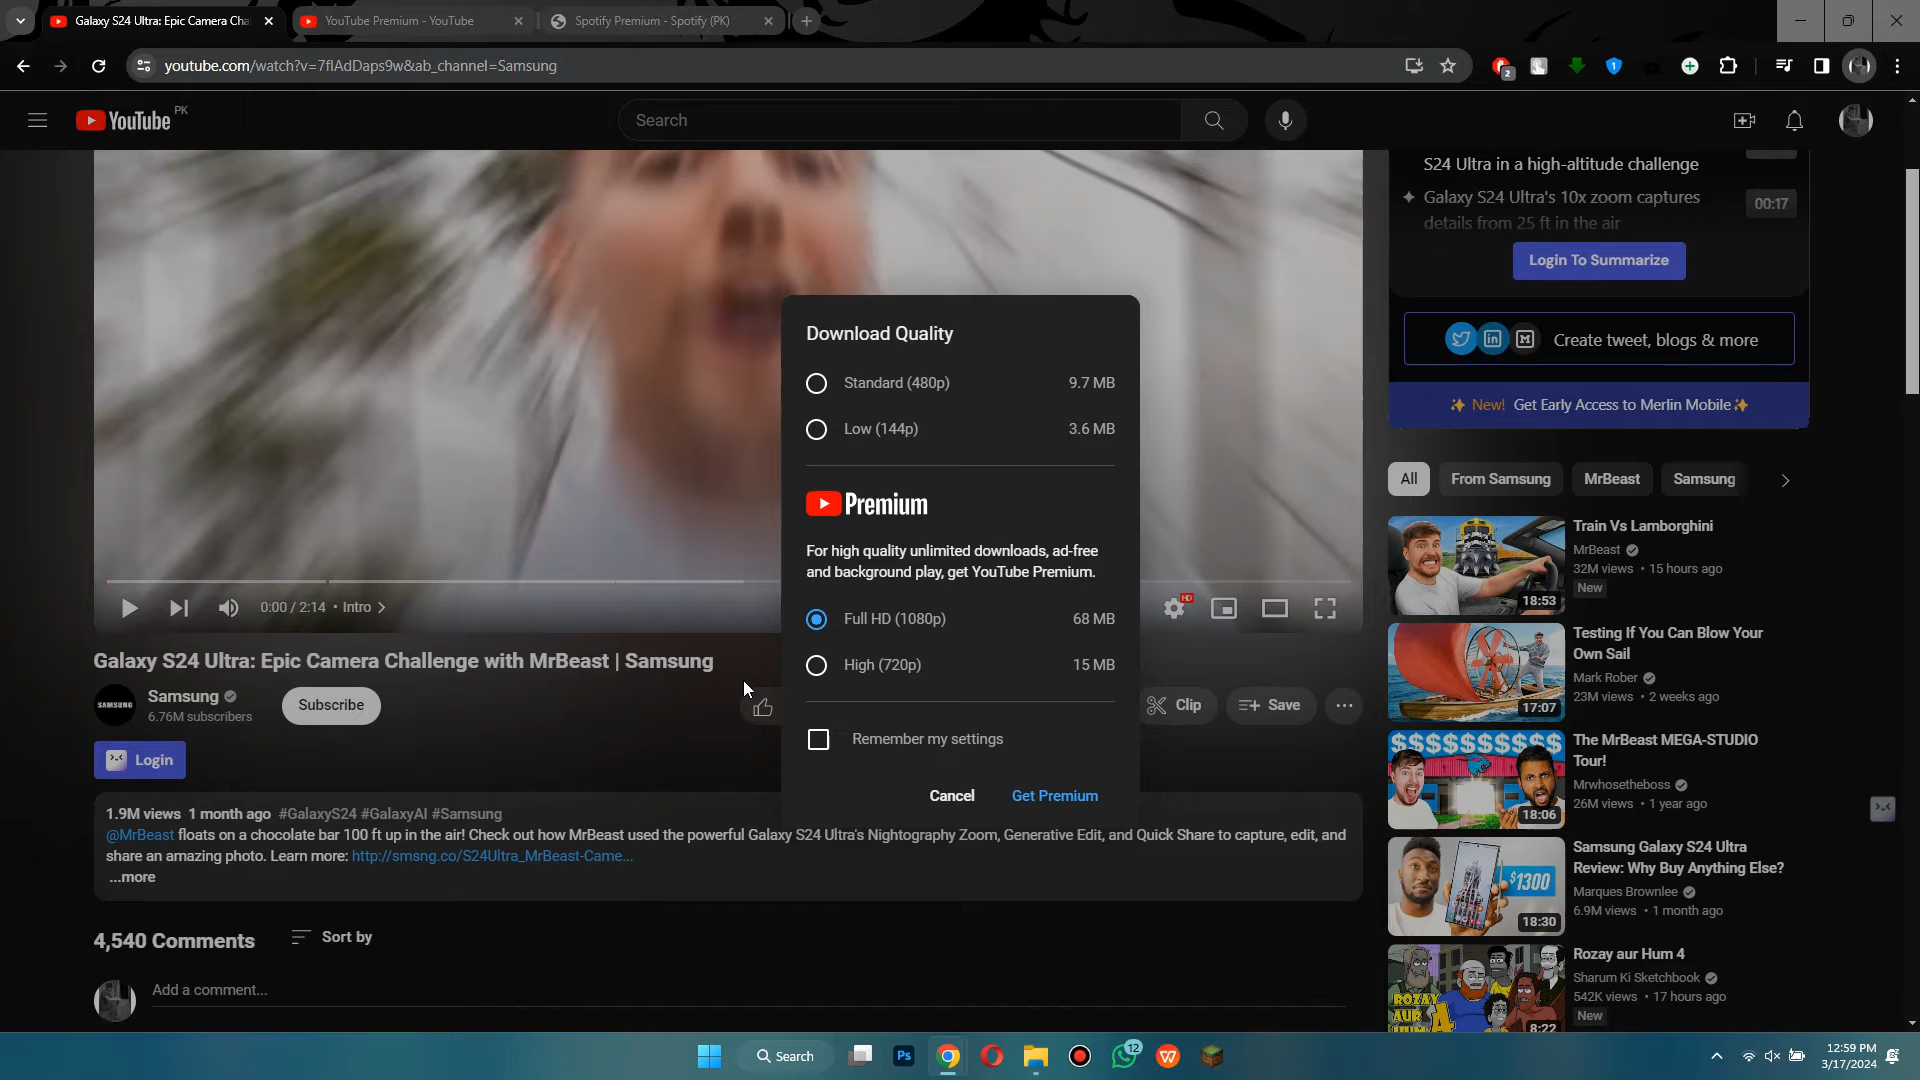 Galaxy S24 Ultra: Epic Camera Cha
YouTube Premium - YouTube
Spotify Premium - Spotify (PK)
youtube.com/watch?v=7flAdDaps9w&ab_channel=Samsung
2
1
YouTube PK
Search
S24 Ultra in a high-altitude challenge
Galaxy S24 Ultra's 10x zoom captures
details from 25 ft in the air
00:17
Login To Summarize
Create tweet, blogs & more
New! Get Early Access to Merlin Mobile
Download Quality
Standard (480p) 9.7 MB
Low (144p) 3.6 MB
Premium
For high quality unlimited downloads, ad-free
and background play, get YouTube Premium.
Full HD (1080p) 68 MB
High (720p) 15 MB
Remember my settings
Cancel Get Premium
0:00 / 2:14 • Intro
HD
Galaxy S24 Ultra: Epic Camera Challenge with MrBeast | Samsung
SAMSUNG
Samsung
6.76M subscribers
Subscribe
Clip
Save
Login
1.9M views 1 month ago #GalaxyS24 #GalaxyAI #Samsung
@MrBeast floats on a chocolate bar 100 ft up in the air! Check out how MrBeast used the powerful Galaxy S24 Ultra's Nightography Zoom, Generative Edit, and Quick Share to capture, edit, and
share an amazing photo. Learn more: http://smsng.co/S24Ultra_MrBeast-Came...
...more
4,540 Comments
Sort by
Add a comment...
All
From Samsung
MrBeast
Samsung
Train Vs Lamborghini
MrBeast
32M views • 15 hours ago
New
18:53
Testing If You Can Blow Your
Own Sail
Mark Rober
23M views • 2 weeks ago
17:07
The MrBeast MEGA-STUDIO
Tour!
Mrwhosetheboss
26M views • 1 year ago
$$$$$$$$$
18:06
Samsung Galaxy S24 Ultra
Review: Why Buy Anything Else?
Marques Brownlee
6.9M views • 1 month ago
$1300
18:30
Rozay aur Hum 4
Sharum Ki Sketchbook
542K views • 17 hours ago
New
ROZAY
AUR
HUM 4
8:22
Search
Ps
12
12:59 PM
3/17/2024